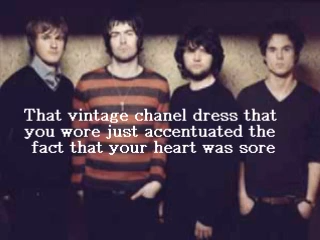 That vintage chanel dress that
you wore just accentuated the
fact that your heart was sore